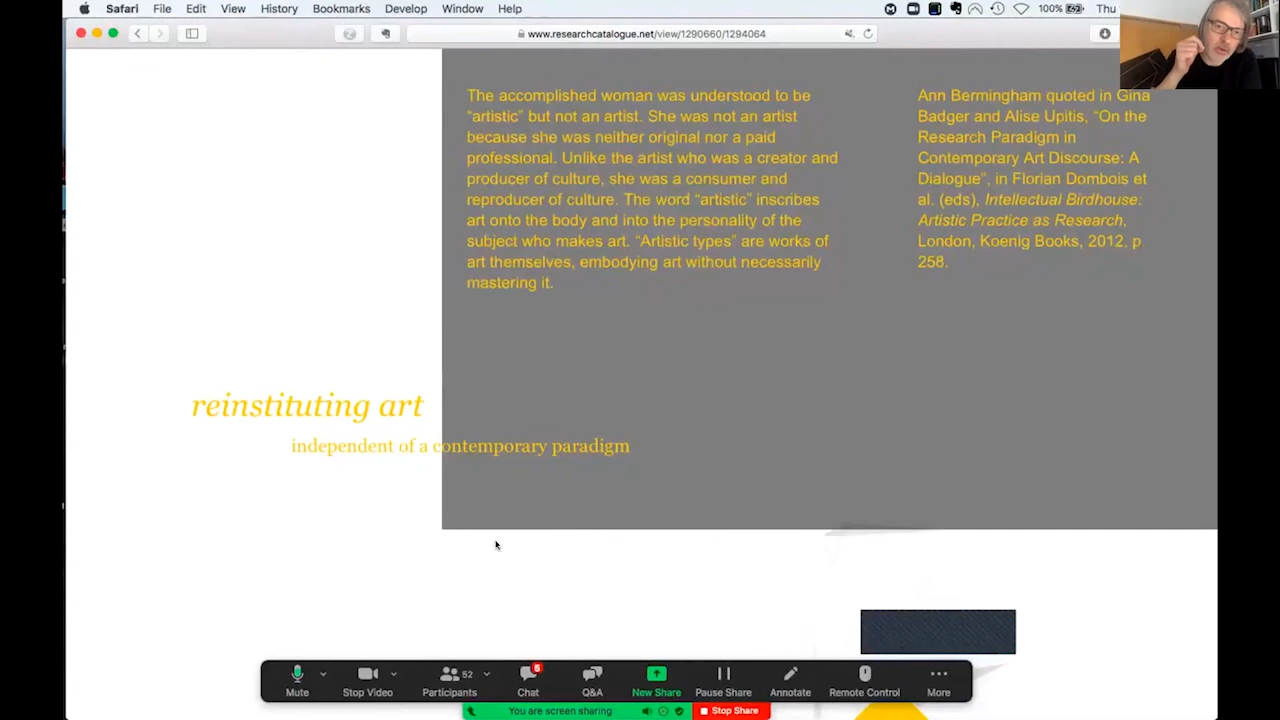 Safari File Edit View History Bookmarks Develop Window Help
100%
Thu
www.researchcatalogue.net/view/1290660/1294064
The accomplished woman was understood to be
“artistic” but not an artist. She was not an artist
because she was neither original nor a paid
professional. Unlike the artist who was a creator and
producer of culture, she was a consumer and
reproducer of culture. The word “artistic” inscribes
art onto the body and into the personality of the
subject who makes art. “Artistic types” are works of
art themselves, embodying art without necessarily
mastering it.
Ann Bermingham quoted in Gina
Badger and Alise Upitis, “On the
Research Paradigm in
Contemporary Art Discourse: A
Dialogue“, in Florian Dombois et
al. (eds), Intellectual Birdhouse:
Artistic Practice as Research,
London, Koenig Books, 2012, p
258.
reinstituting art
independent of a contemporary paradigm
52
5
Mute Stop Video Participants Chat Q&A New Share Pause Share Annotate Remote Control More
You are screen sharing
Stop Share